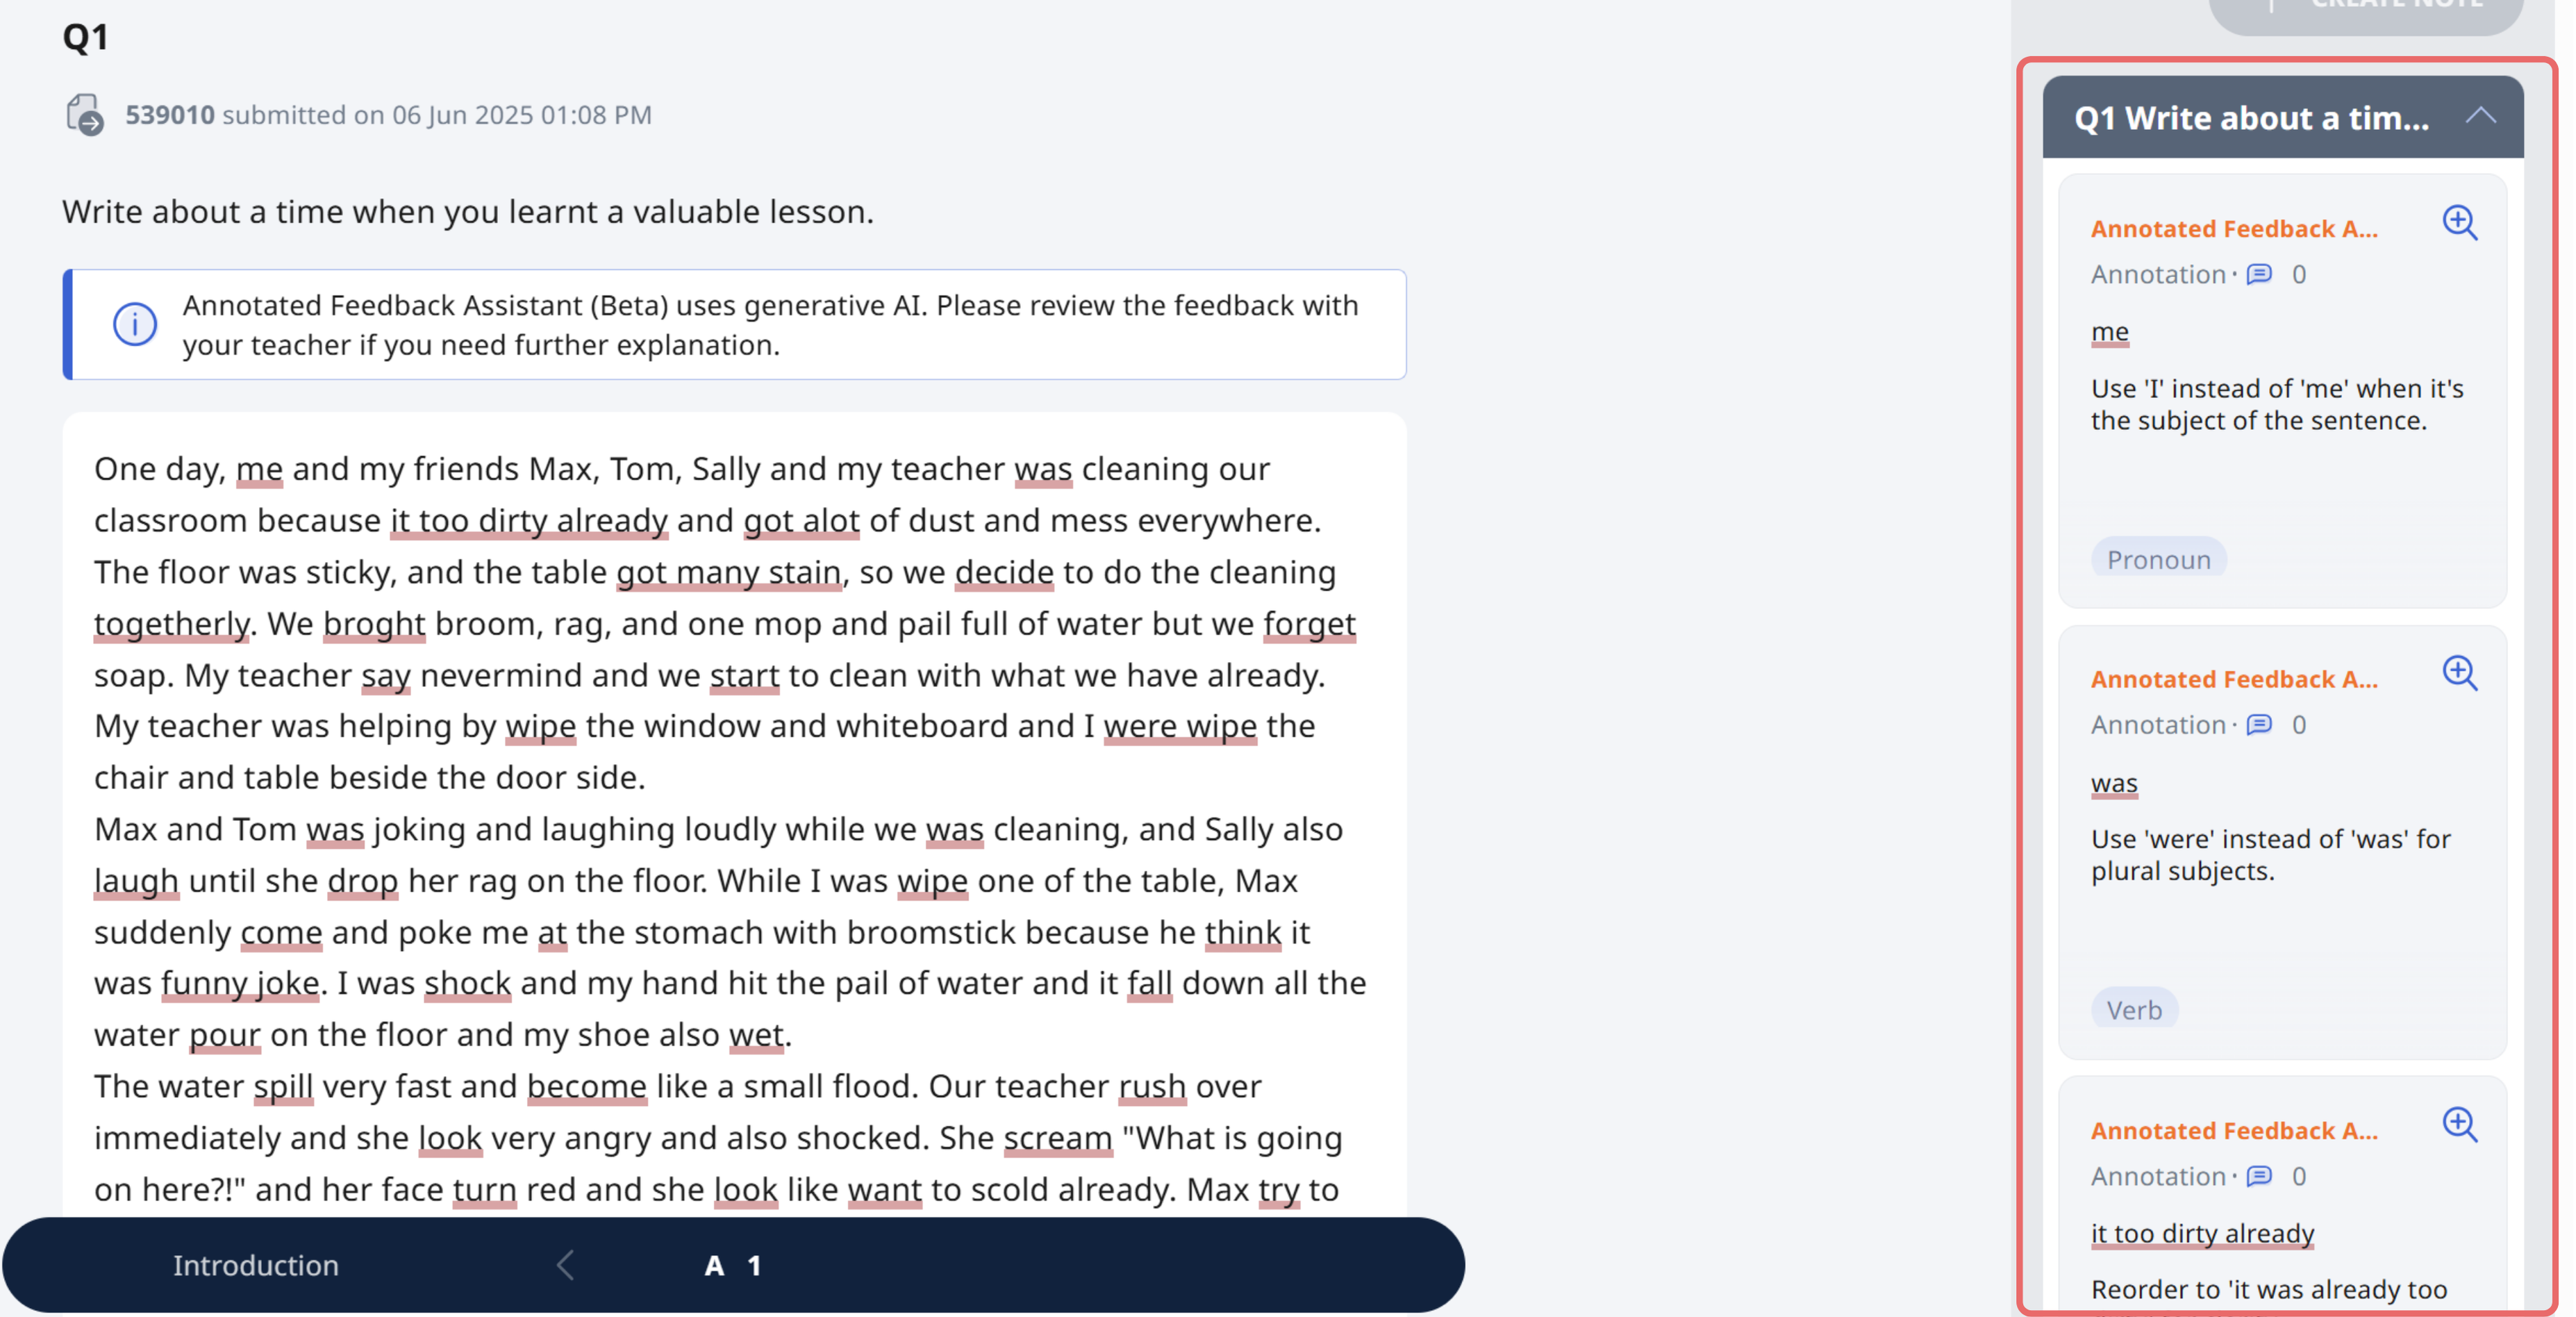 Q1
539010 submitted on 06 Jun 2025 01:08 PM
Write about a time when you learnt a valuable lesson.
Annotated Feedback Assistant (Beta) uses generative AI. Please review the feedback with
your teacher if you need further explanation.
One day, me and my friends Max, Tom, Sally and my teacher was cleaning our
classroom because it too dirty already and got alot of dust and mess everywhere.
The floor was sticky, and the table got many stain, so we decide to do the cleaning
togetherly. We broght broom, rag, and one mop and pail full of water but we forget
soap. My teacher say nevermind and we start to clean with what we have already.
My teacher was helping by wipe the window and whiteboard and I were wipe the
chair and table beside the door side.
Max and Tom was joking and laughing loudly while we was cleaning, and Sally also
laugh until she drop her rag on the floor. While I was wipe one of the table, Max
suddenly come and poke me at the stomach with broomstick because he think it
was funny joke. I was shock and my hand hit the pail of water and it fall down all the
water pour on the floor and my shoe also wet.
The water spill very fast and become like a small flood. Our teacher rush over
immediately and she look very angry and also shocked. She scream "What is going
on here?!" and her face turn red and she look like want to scold already. Max try to
Introduction
A 1
CREATE NOTE
Q1 Write about a tim...
Annotated Feedback A...
Annotation · 0
me
Use 'I' instead of 'me' when it's
the subject of the sentence.
Pronoun
Annotated Feedback A...
Annotation · 0
was
Use 'were' instead of 'was' for
plural subjects.
Verb
Annotated Feedback A...
Annotation · 0
it too dirty already
Reorder to 'it was already too